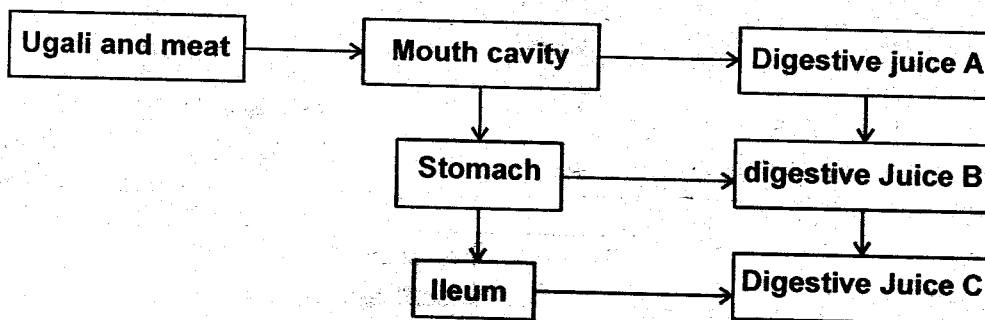 Ugali and meat
Mouth cavity
Digestive juice A
Stomach
digestive Juice B
Ileum
Digestive Juice C